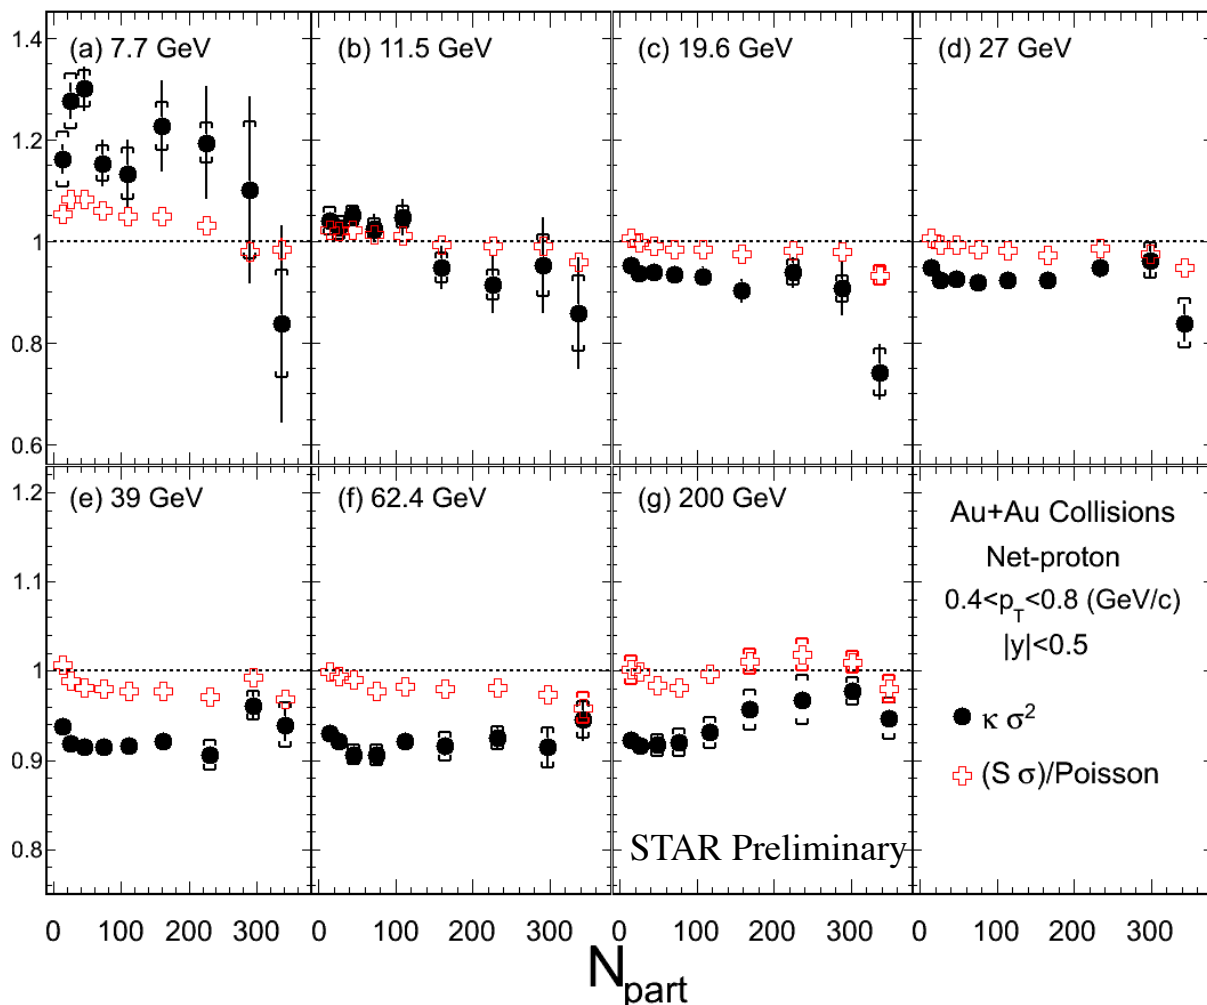 (a) 7.7 GeV
(b) 11.5 GeV
(c) 19.6 GeV
(d) 27 GeV
1.4
1.2
1
0.8
0.6
(e) 39 GeV
(f) 62.4 GeV
(g) 200 GeV
1.2
1.1
1
0.9
0.8
Au+Au Collisions
Net-proton
0.4<p_T<0.8 (GeV/c)
|y|<0.5
κ σ²
(S σ)/Poisson
STAR Preliminary
0 100 200 300 0 100 200 300 0 100 200 300 0 100 200 300
N_part